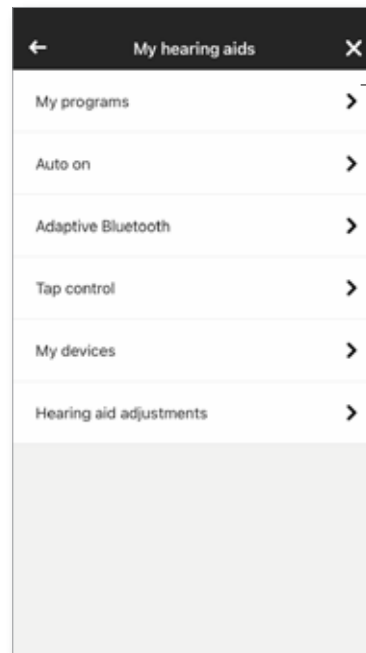 My hearing aids
My programs
Auto on
Adaptive Bluetooth
Tap control
My devices
Hearing aid adjustments